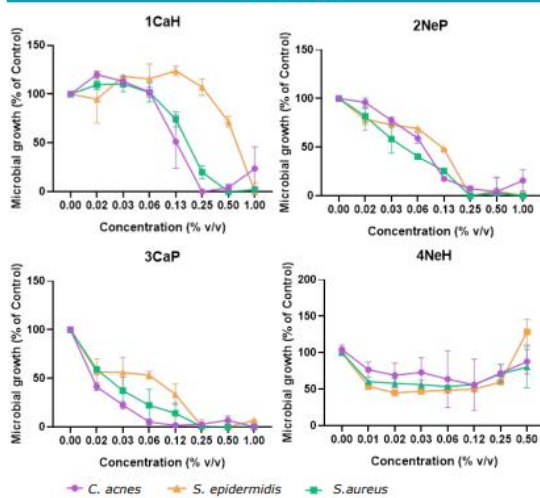 1CaH
Microbial growth (% of Control)
150
100
50
0
0.00 0.02 0.03 0.06 0.13 0.25 0.50 1.00
Concentration (% v/v)
2NeP
Microbial growth (% of Control)
150
100
50
0
0.00 0.02 0.03 0.06 0.13 0.25 0.50 1.00
Concentration (% v/v)
3CaP
Microbial growth (% of Control)
150
100
50
0
0.00 0.02 0.03 0.06 0.12 0.25 0.50 1.00
Concentration (% v/v)
4NeH
Microbial growth (% of Control)
200
150
100
50
0
0.00 0.01 0.02 0.03 0.06 0.12 0.25 0.50
Concentration (% v/v)
C. acnes S. epidermidis S.aureus